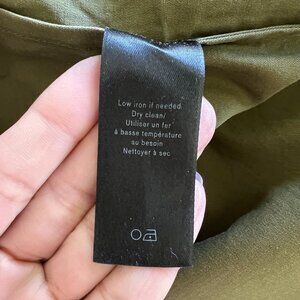 Low iron if needed.
Dry clean/
Utiliser un fer
à basse température
au besoin
Nettoyer à sec